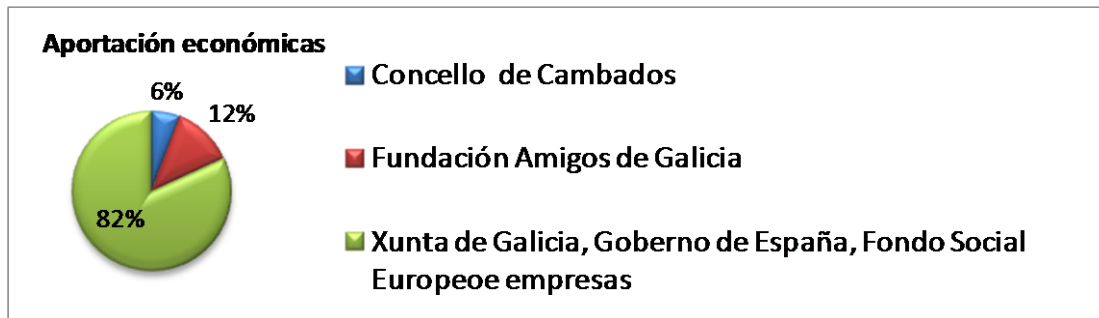 Aportación económicas
6%
12%
82%
Concello de Cambados
Fundación Amigos de Galicia
Xunta de Galicia, Goberno de España, Fondo Social
Europeoe empresas